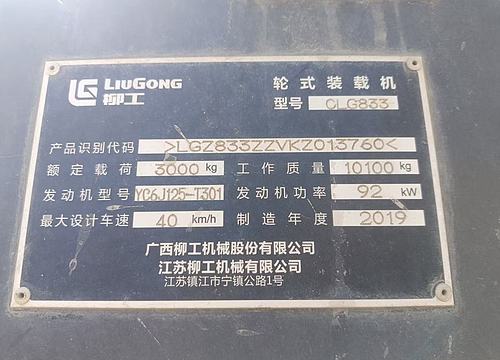 LIUGONG
柳工
轮式装载机
型号 CLG833
产品识别代码 >LGZ833ZZVKZ013760<
额定载荷 3000 kg 工作质量 10100 kg
发动机型号 YC6J125-T301 发动机功率 92 kW
最大设计车速 40 km/h 制造年度 2019
广西柳工机械股份有限公司
江苏柳工机械有限公司
江苏镇江市宁镇公路1号